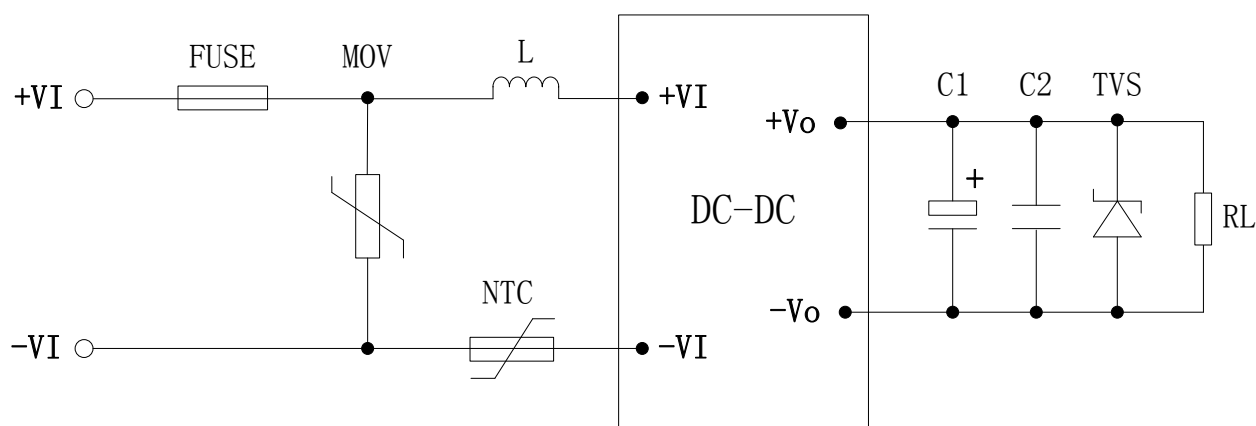 FUSE
MOV
L
+VI
+VI
C1
C2
TVS
+Vo
+
DC-DC
RL
NTC
-Vo
-VI
-VI